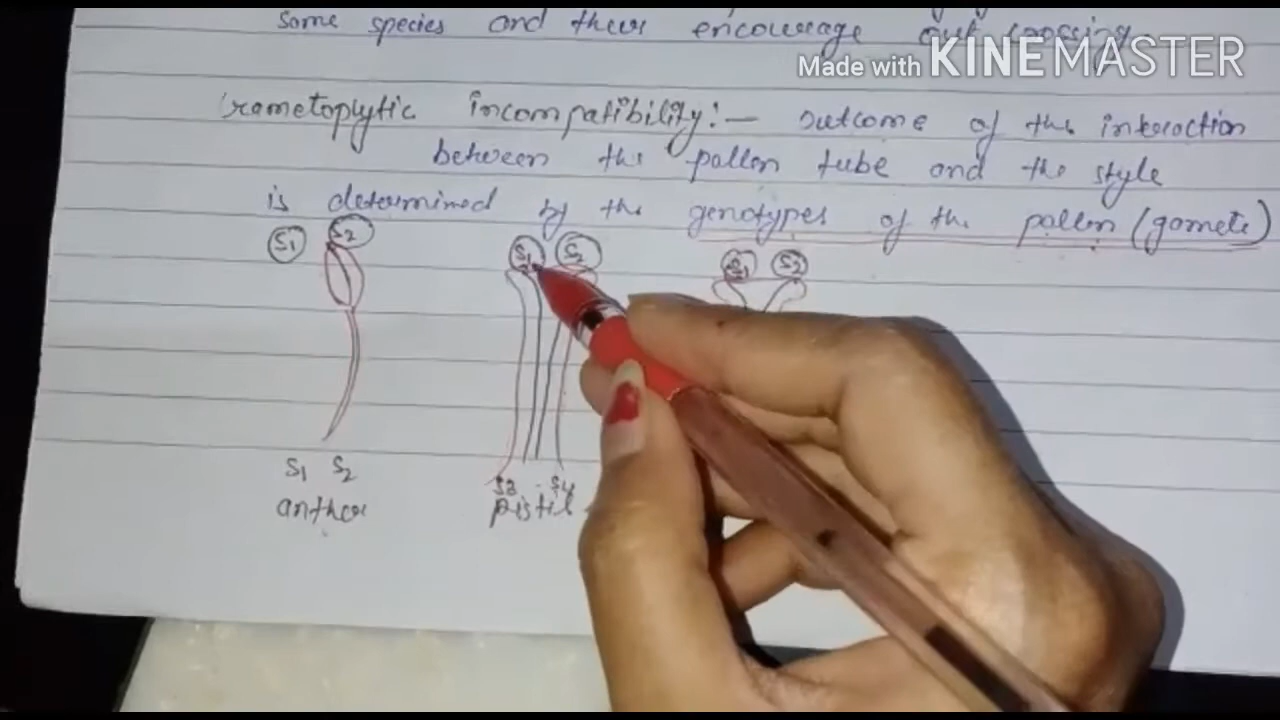 Some species and their encourage out crossing.
Made with KINEMASTER
rametoplytic incompatibility:- outcome of the interaction
between the pollen tube and the style
is determined by the genotypes of the pollen (gamete)
S1 S2 S1 S2 S1 S2
S1 S2 S3 - S4
anther pistil